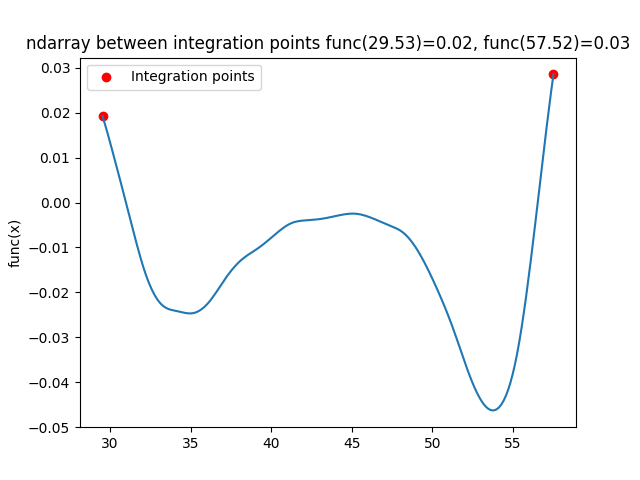 ndarray between integration points func(29.53)=0.02, func(57.52)=0.03
Integration points
func(x)
0.03
0.02
0.01
0.00
−0.01
−0.02
−0.03
−0.04
−0.05
30 35 40 45 50 55